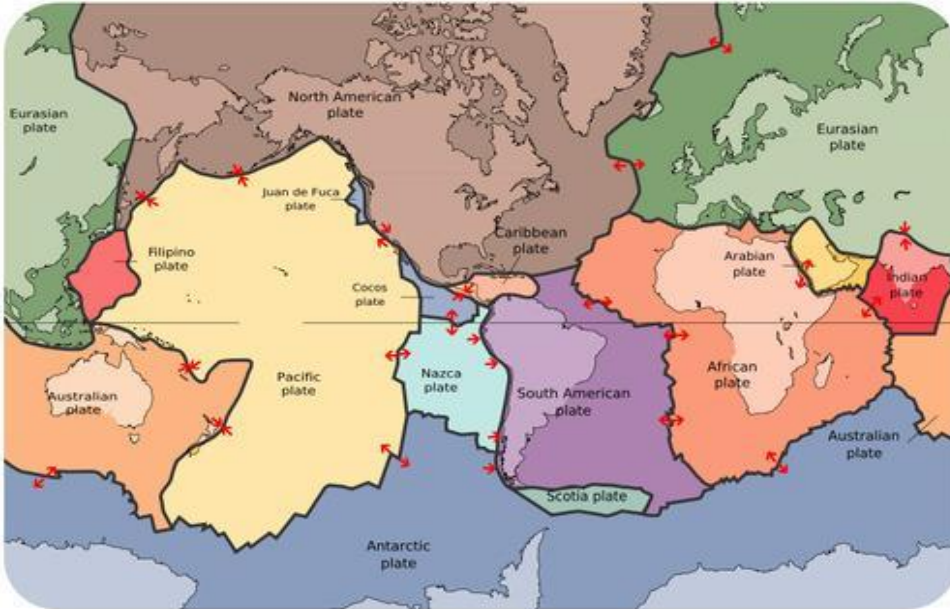 North American
plate
Eurasian
plate
Eurasian
plate
Juan de Fuca
plate
Caribbean
plate
Filipino
plate
Arabian
plate
Cocos
plate
Indian
plate
Nazca
plate
Pacific
plate
African
plate
South American
plate
Australian
plate
Australian
plate
Scotia plate
Antarctic
plate